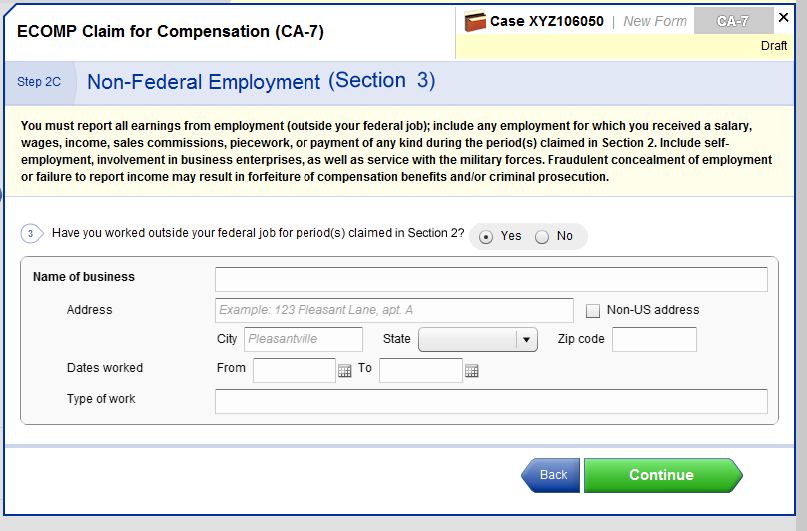 ECOMP Claim for Compensation (CA-7)
Case XYZ106050 | New Form CA-7
Draft
Step 2C Non-Federal Employment (Section 3)
You must report all earnings from employment (outside your federal job); include any employment for which you received a salary,
wages, income, sales commissions, piecework, or payment of any kind during the period(s) claimed in Section 2. Include self-
employment, involvement in business enterprises, as well as service with the military forces. Fraudulent concealment of employment
or failure to report income may result in forfeiture of compensation benefits and/or criminal prosecution.
3 Have you worked outside your federal job for period(s) claimed in Section 2? Yes No
Name of business
Address Example: 123 Pleasant Lane, apt. A Non-US address
City Pleasantville State Zip code
Dates worked From To
Type of work
Back Continue